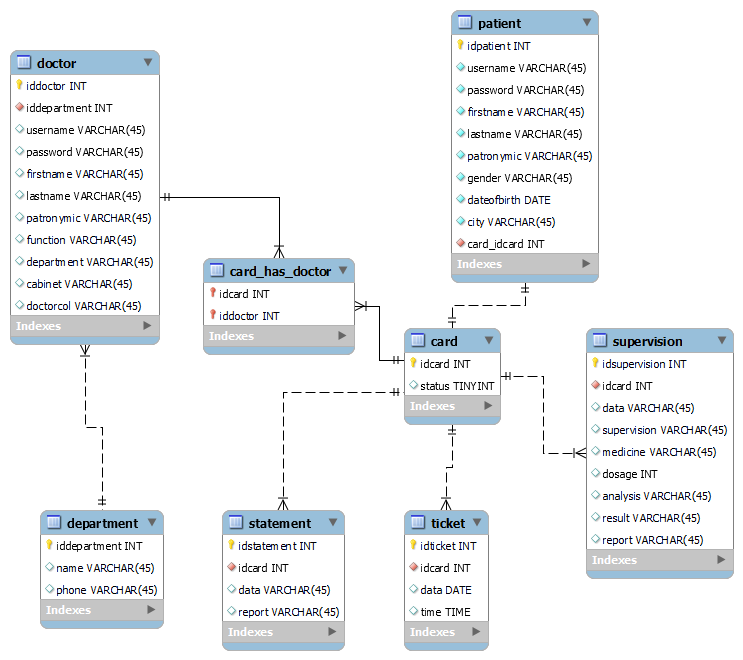 patient
idpatient INT
username VARCHAR(45)
password VARCHAR(45)
firstname VARCHAR(45)
lastname VARCHAR(45)
patronymic VARCHAR(45)
gender VARCHAR(45)
dateofbirth DATE
city VARCHAR(45)
card_idcard INT
Indexes
doctor
iddoctor INT
iddepartment INT
username VARCHAR(45)
password VARCHAR(45)
firstname VARCHAR(45)
lastname VARCHAR(45)
patronymic VARCHAR(45)
function VARCHAR(45)
department VARCHAR(45)
cabinet VARCHAR(45)
doctorcol VARCHAR(45)
Indexes
card_has_doctor
idcard INT
iddoctor INT
Indexes
card
idcard INT
status TINYINT
Indexes
supervision
idsupervision INT
idcard INT
data VARCHAR(45)
supervision VARCHAR(45)
medicine VARCHAR(45)
dosage INT
analysis VARCHAR(45)
result VARCHAR(45)
report VARCHAR(45)
Indexes
department
iddepartment INT
name VARCHAR(45)
phone VARCHAR(45)
Indexes
statement
idstatement INT
idcard INT
data VARCHAR(45)
report VARCHAR(45)
Indexes
ticket
idticket INT
idcard INT
data DATE
time TIME
Indexes